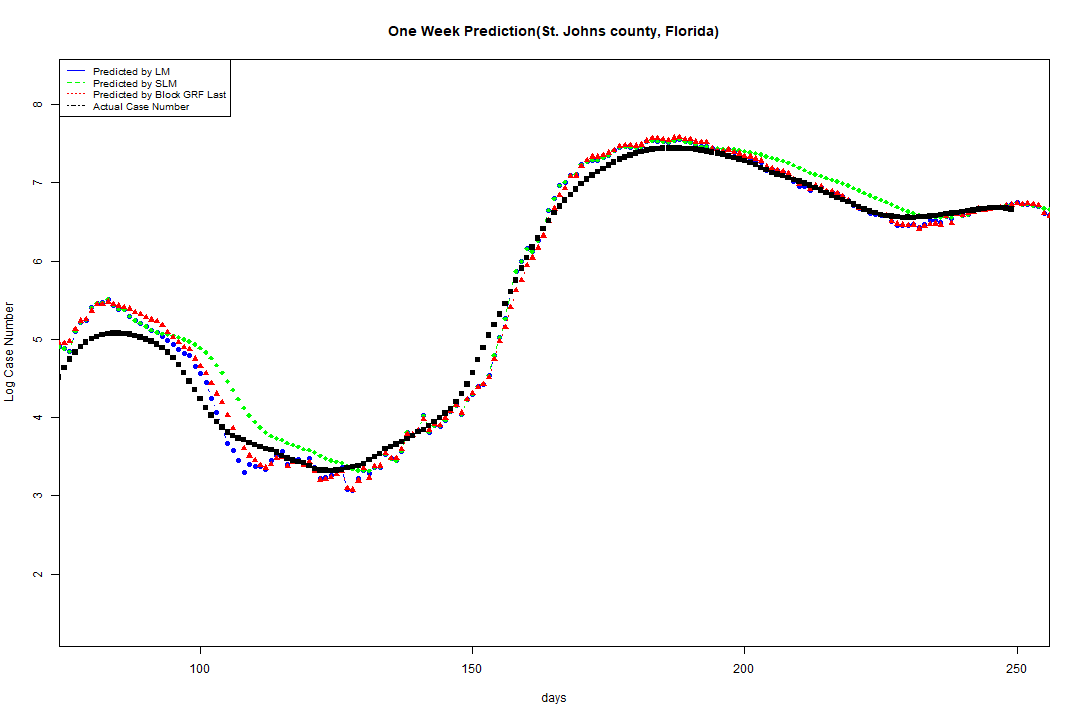 One Week Prediction(St. Johns county, Florida)
Predicted by LM
Predicted by SLM
Predicted by Block GRF Last
Actual Case Number
8
7
6
5
4
3
2
Log Case Number
100 150 200 250
days